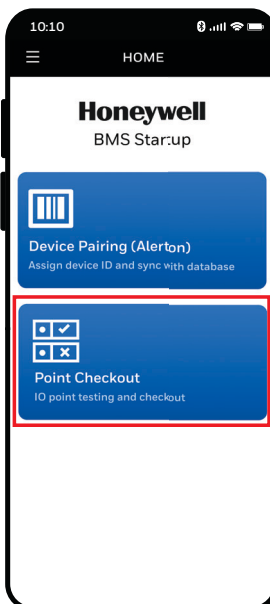 10:10
HOME
Honeywell
BMS Startup
Device Pairing (Alerton)
Assign device ID and sync with database
Point Checkout
IO point testing and checkout